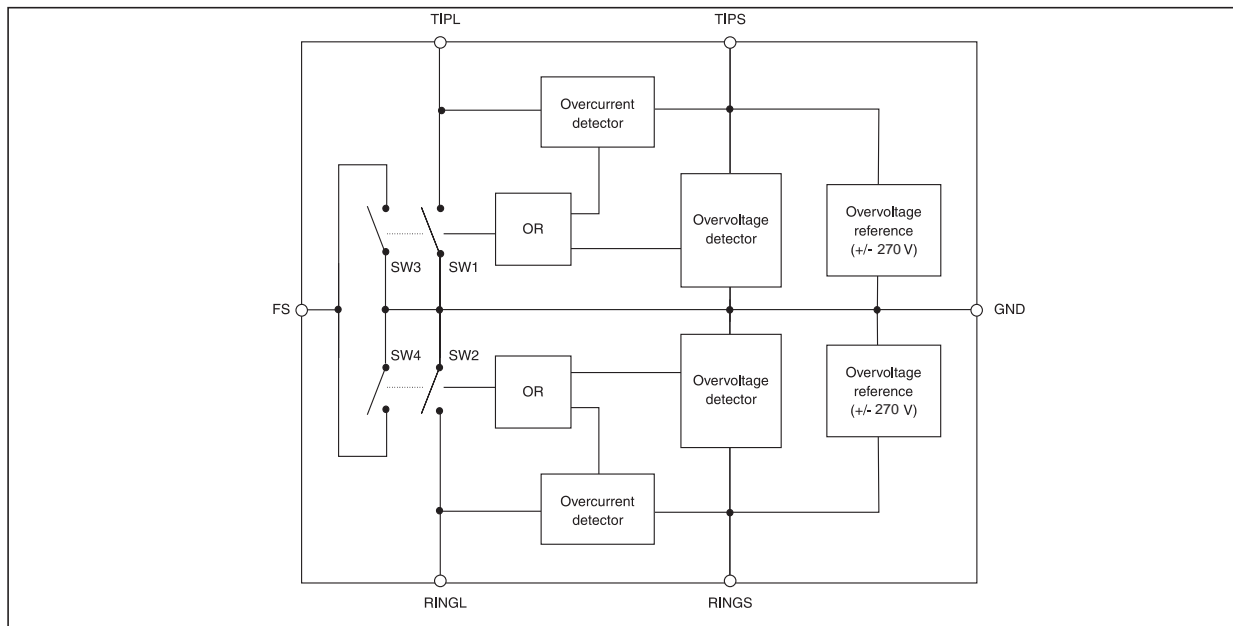 TIPL
TIPS
Overcurrent
detector
OR
Overvoltage
detector
Overvoltage
reference
(+/- 270 V)
SW3
SW1
FS
GND
SW4
SW2
OR
Overvoltage
detector
Overvoltage
reference
(+/- 270 V)
Overcurrent
detector
RINGL
RINGS